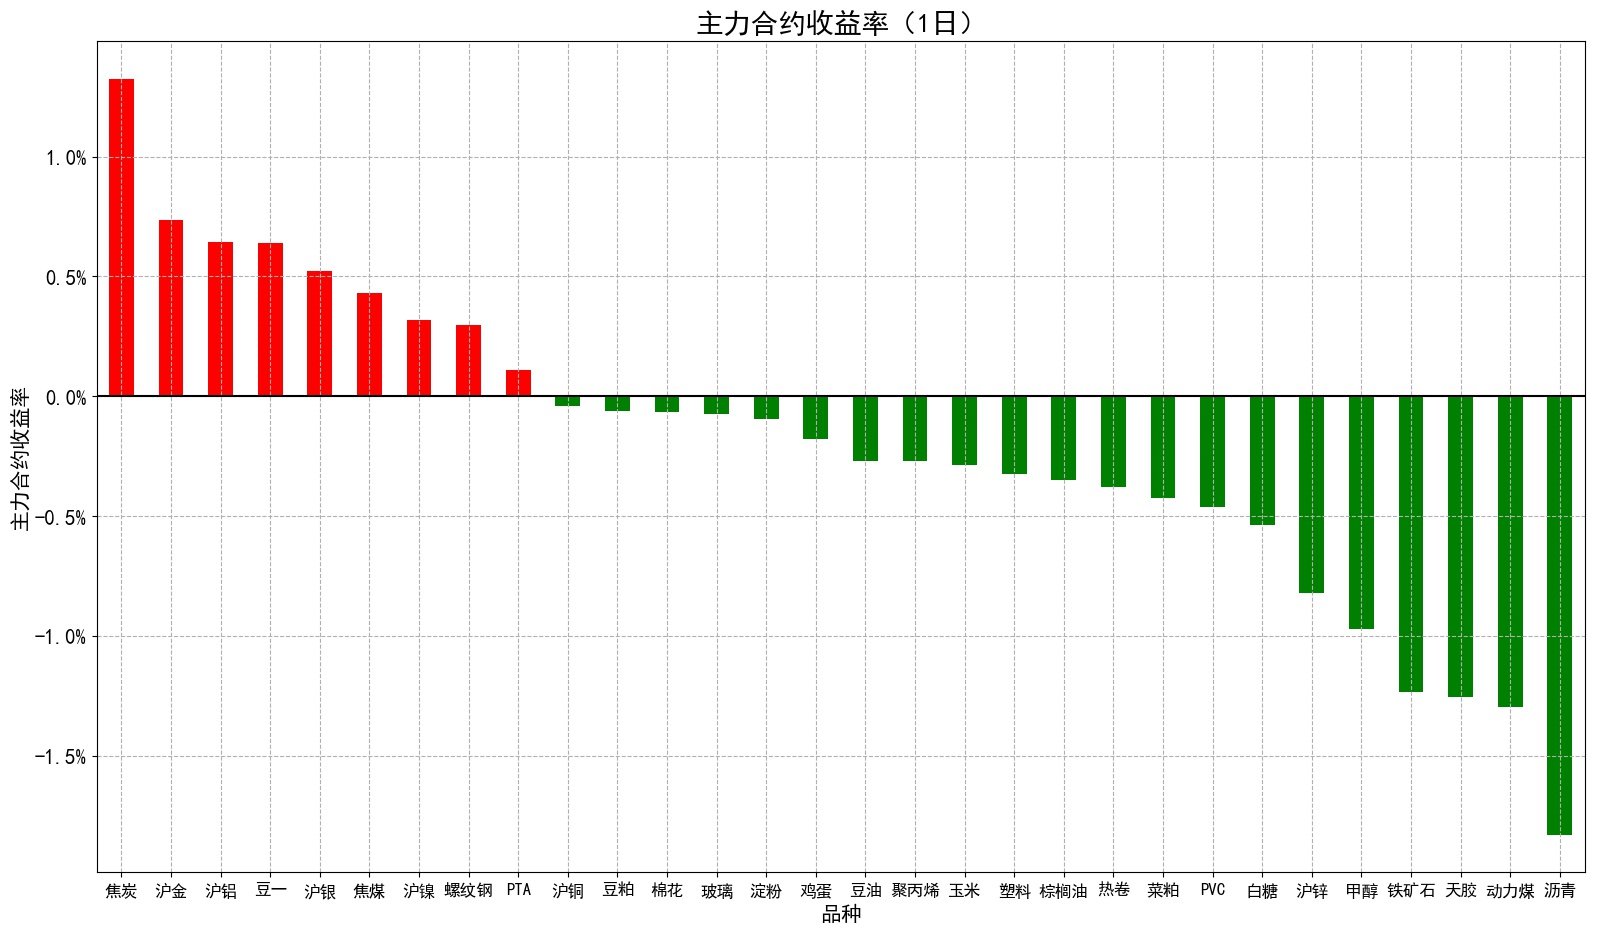 主力合约收益率（1日）
主力合约收益率
1.0%
0.5%
0.0%
−0.5%
−1.0%
−1.5%
焦炭 沪金 沪铝 豆一 沪银 焦煤 沪镍 螺纹钢 PTA 沪铜 豆粕 棉花 玻璃 淀粉 鸡蛋 豆油 聚丙烯 玉米 塑料 棕榈油 热卷 菜粕 PVC 白糖 沪锌 甲醇 铁矿石 天胶 动力煤 沥青
品种